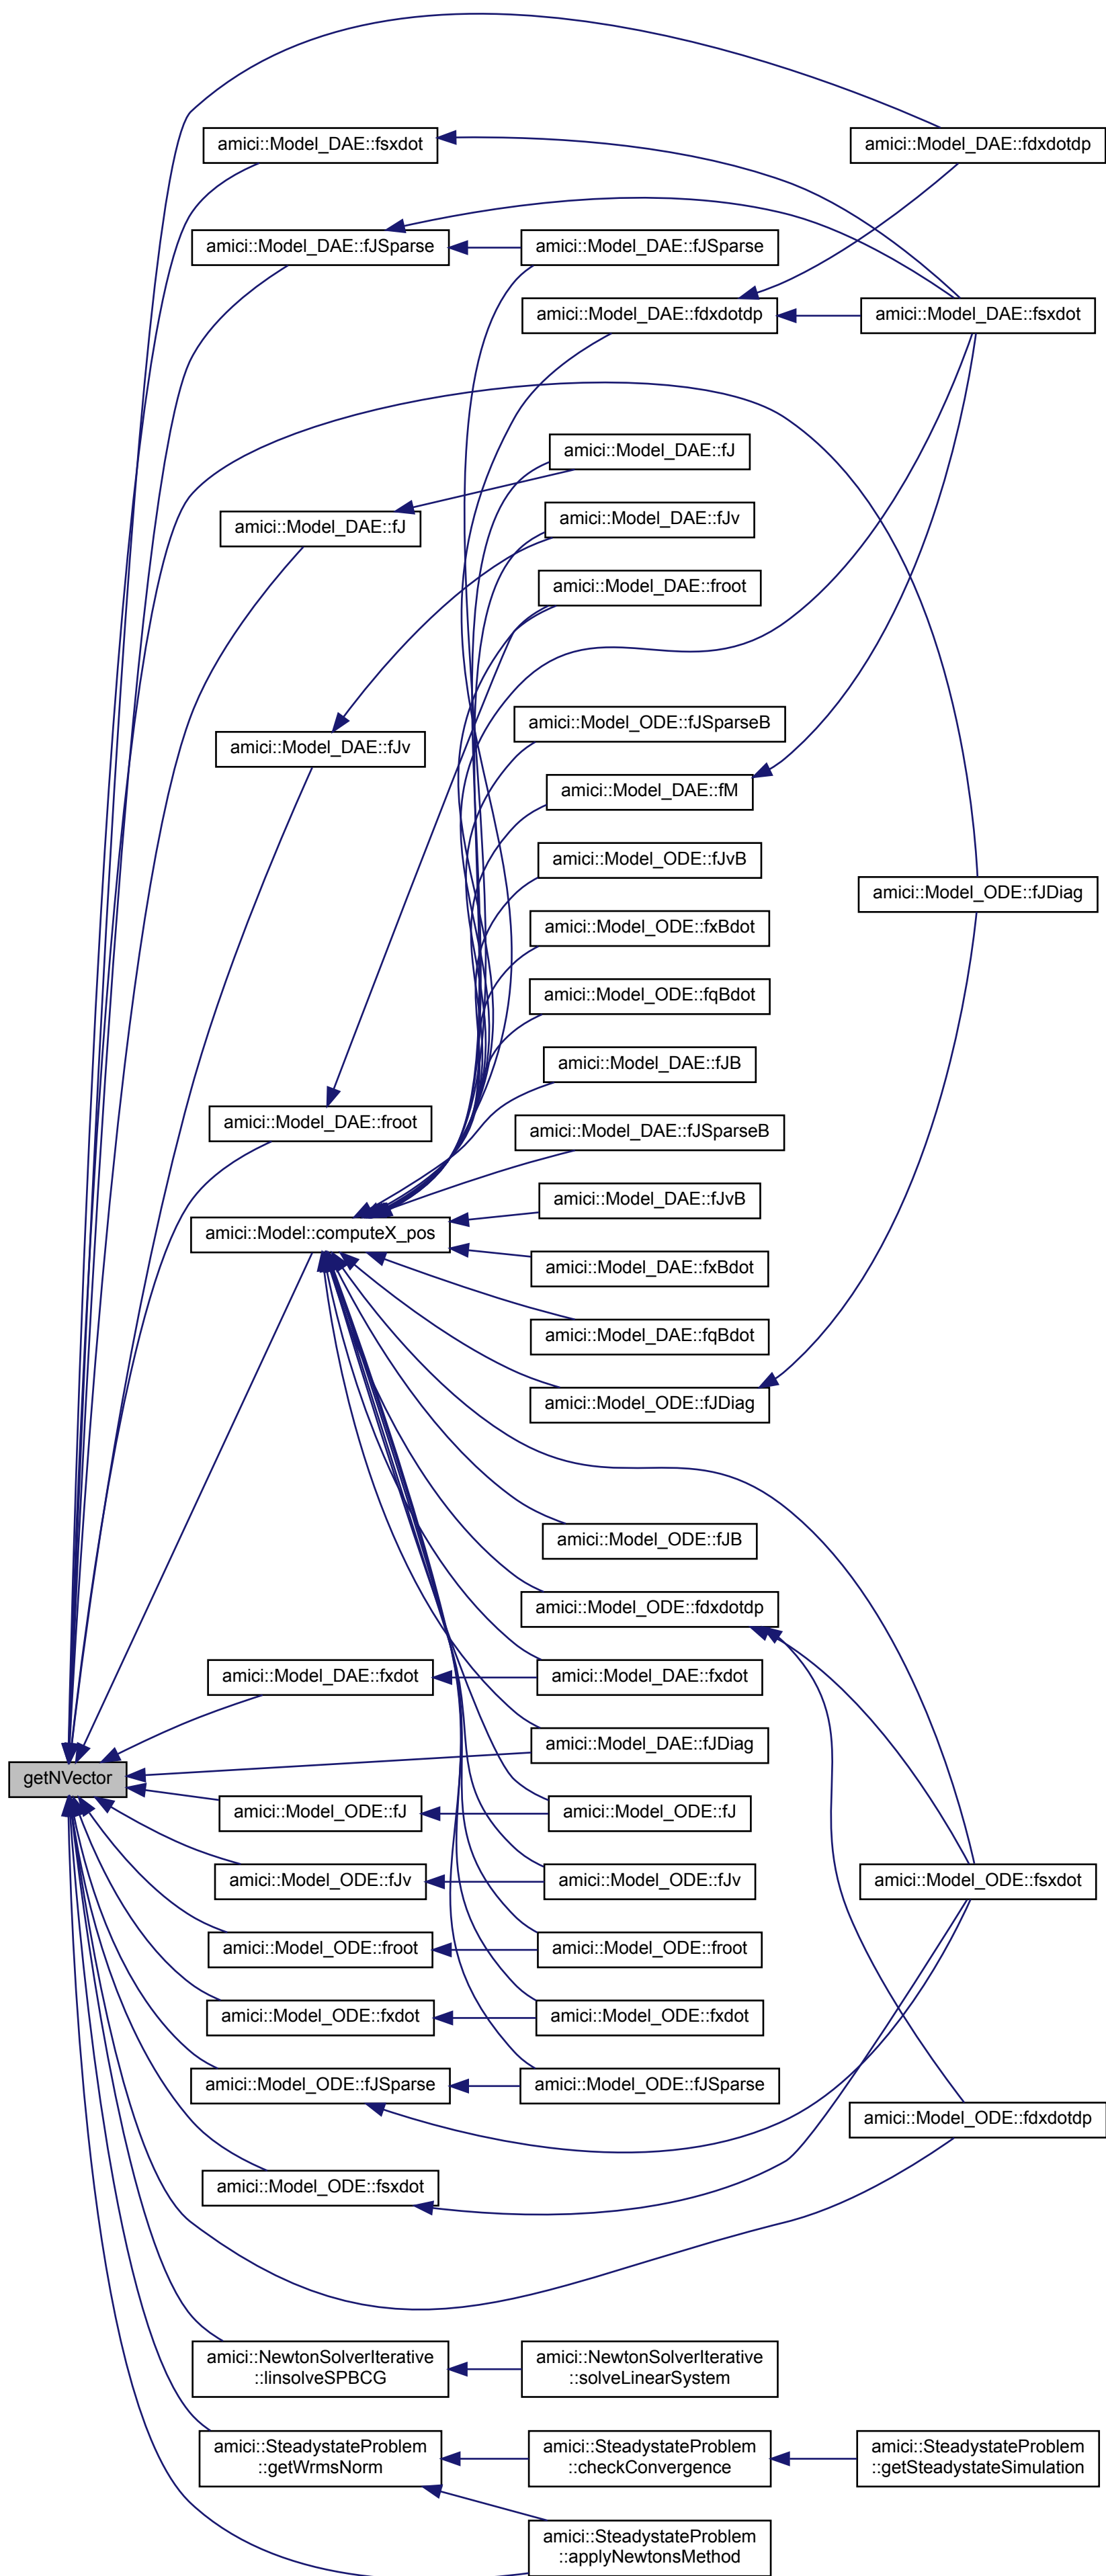 amici::Model_DAE::fsxdot
amici::Model_DAE::fdxdotdp
amici::Model_DAE::fJSparse
amici::Model_DAE::fJSparse
amici::Model_DAE::fdxdotdp
amici::Model_DAE::fsxdot
amici::Model_DAE::fJ
amici::Model_DAE::fJv
amici::Model_DAE::fJ
amici::Model_DAE::froot
amici::Model_ODE::fJSparseB
amici::Model_DAE::fJv
amici::Model_DAE::fM
amici::Model_ODE::fJvB
amici::Model_ODE::fJDiag
amici::Model_ODE::fxBdot
amici::Model_ODE::fqBdot
amici::Model_DAE::fJB
amici::Model_DAE::froot
amici::Model_DAE::fJSparseB
amici::Model_DAE::fJvB
amici::Model::computeX_pos
amici::Model_DAE::fxBdot
amici::Model_DAE::fqBdot
amici::Model_ODE::fJDiag
amici::Model_ODE::fJB
amici::Model_ODE::fdxdotdp
amici::Model_DAE::fxdot
amici::Model_DAE::fxdot
amici::Model_DAE::fJDiag
getNVector
amici::Model_ODE::fJ
amici::Model_ODE::fJ
amici::Model_ODE::fJv
amici::Model_ODE::fJv
amici::Model_ODE::fsxdot
amici::Model_ODE::froot
amici::Model_ODE::froot
amici::Model_ODE::fxdot
amici::Model_ODE::fxdot
amici::Model_ODE::fJSparse
amici::Model_ODE::fJSparse
amici::Model_ODE::fdxdotdp
amici::Model_ODE::fsxdot
amici::NewtonSolverIterative
::linsolveSPBCG
amici::NewtonSolverIterative
::solveLinearSystem
amici::SteadystateProblem
::getWrmsNorm
amici::SteadystateProblem
::checkConvergence
amici::SteadystateProblem
::getSteadystateSimulation
amici::SteadystateProblem
::applyNewtonsMethod